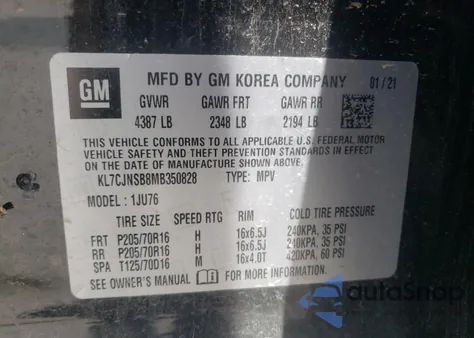 GM
MFD BY GM KOREA COMPANY 01/21
GVWR GAWR FRT GAWR RR
4387 LB 2348 LB 2194 LB
THIS VEHICLE CONFORMS TO ALL APPLICABLE U.S. FEDERAL MOTOR
VEHICLE SAFETY AND THEFT PREVENTION STANDARDS IN EFFECT ON THE
DATE OF MANUFACTURE SHOWN ABOVE.
KL7CJNSB8MB350828 TYPE: MPV
MODEL: 1JU76
TIRE SIZE SPEED RTG RIM COLD TIRE PRESSURE
FRT P205/70R16 H 16x6.5J 240KPA, 35 PSI
RR P205/70R16 H 16x6.5J 240KPA, 35 PSI
SPA T125/70D16 M 16x4.0T 420KPA, 60 PSI
SEE OWNER'S MANUAL FOR MORE INFORMATION
autoSnap